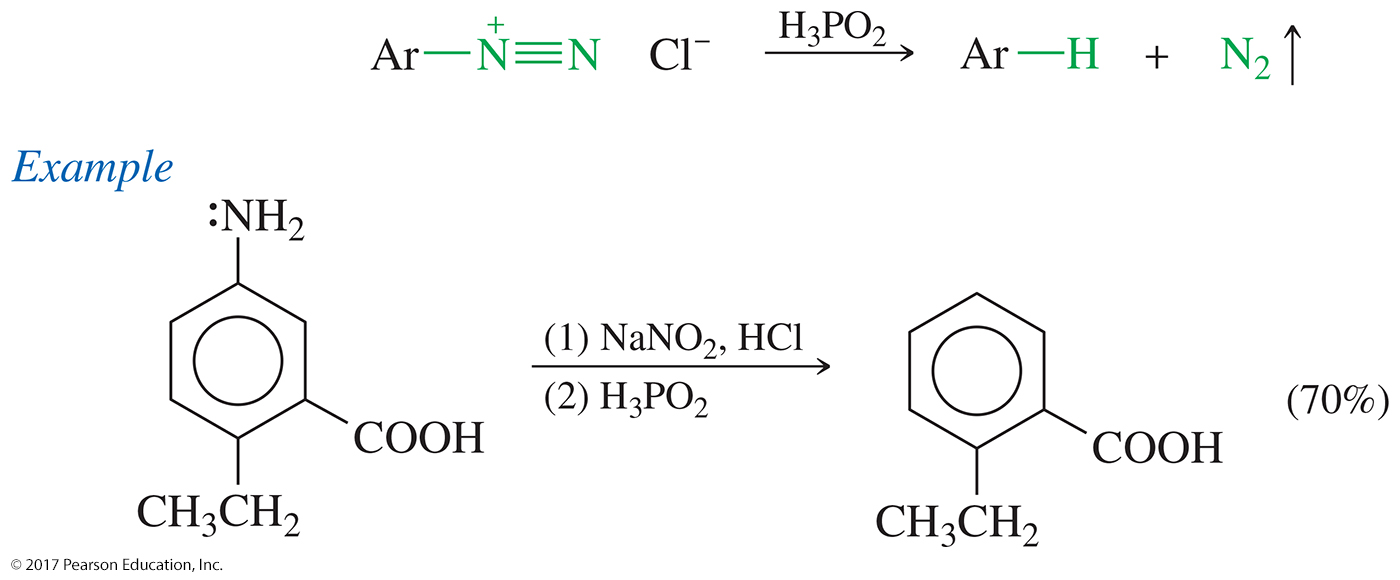 Ar—N⁺≡N Cl⁻ H₃PO₂ Ar—H + N₂↑
Example
:NH₂
(1) NaNO₂, HCl
(2) H₃PO₂
COOH
CH₃CH₂
COOH
CH₃CH₂
(70%)
© 2017 Pearson Education, Inc.